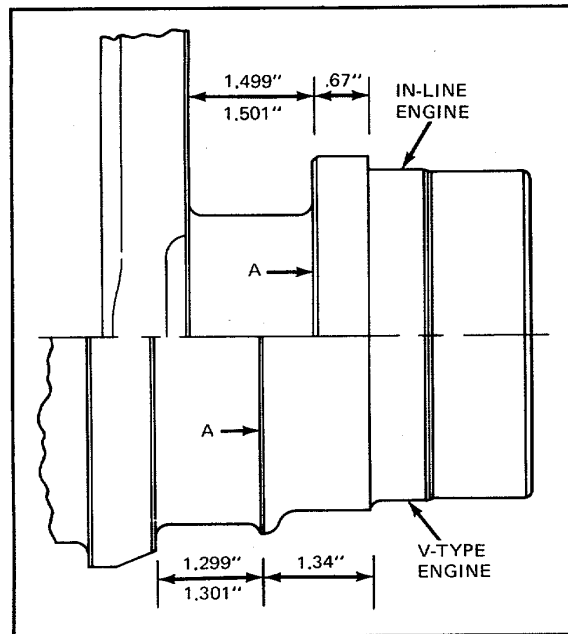 1.499"
1.501"
.67"
IN-LINE
ENGINE
A
A
1.299"
1.301"
1.34"
V-TYPE
ENGINE